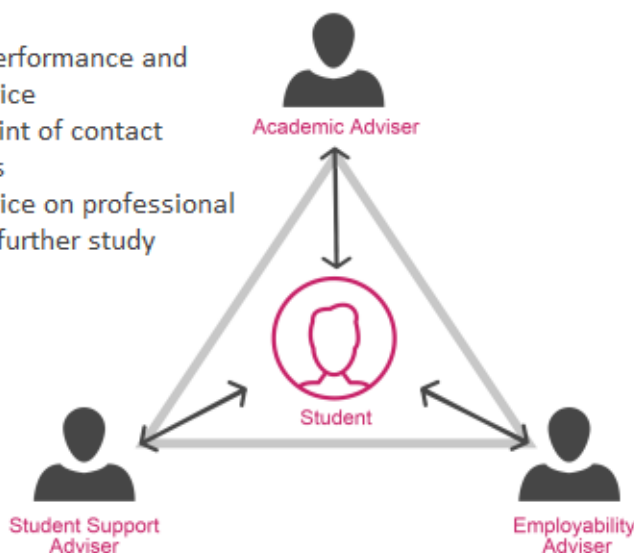 erformance and
ice
int of contact
s
ice on professional
further study
Academic Adviser
Student
Student Support
Adviser
Employability
Adviser